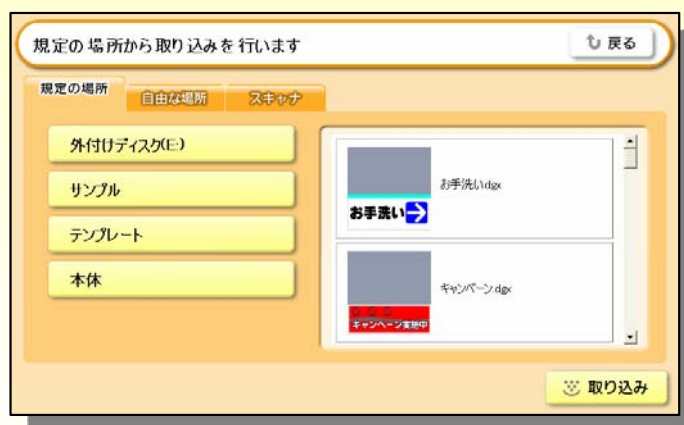 規定の場所から取り込みを行います
戻る
規定の場所
自由な場所
スキャナ
外付けディスク(E:)
サンプル
テンプレート
本体
お手洗い.dgx
お手洗い
キャンペーン.dgx
キャンペーン実施中
取り込み